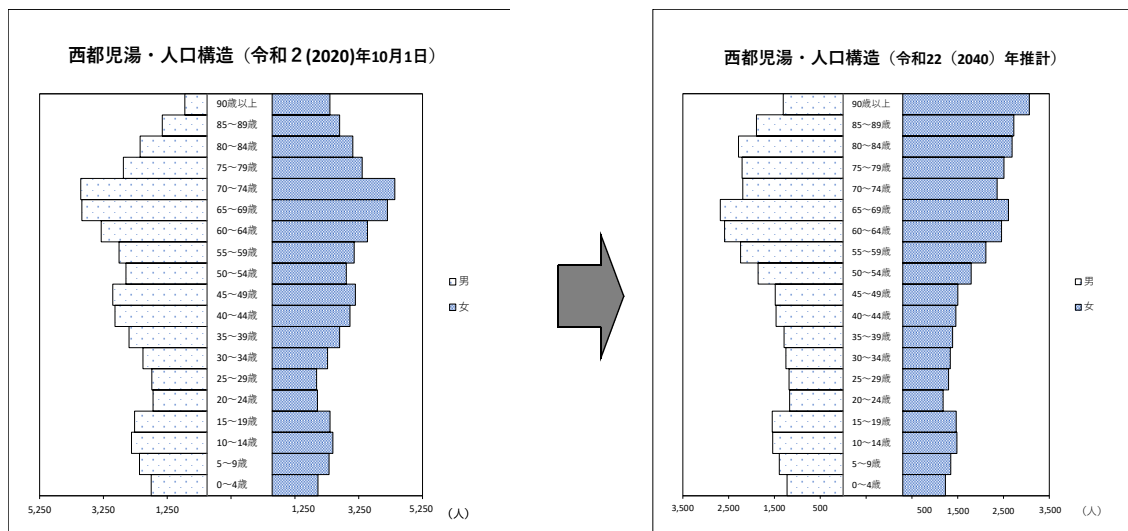 西都児湯・人口構造（令和２(2020)年10月1日）
90歳以上
85～89歳
80～84歳
75～79歳
70～74歳
65～69歳
60～64歳
55～59歳
50～54歳
45～49歳
40～44歳
35～39歳
30～34歳
25～29歳
20～24歳
15～19歳
10～14歳
5～9歳
0～4歳
男
女
5,250 3,250 1,250 1,250 3,250 5,250 （人）
西都児湯・人口構造（令和22（2040）年推計）
90歳以上
85～89歳
80～84歳
75～79歳
70～74歳
65～69歳
60～64歳
55～59歳
50～54歳
45～49歳
40～44歳
35～39歳
30～34歳
25～29歳
20～24歳
15～19歳
10～14歳
5～9歳
0～4歳
男
女
3,500 2,500 1,500 500 500 1,500 2,500 3,500
（人）